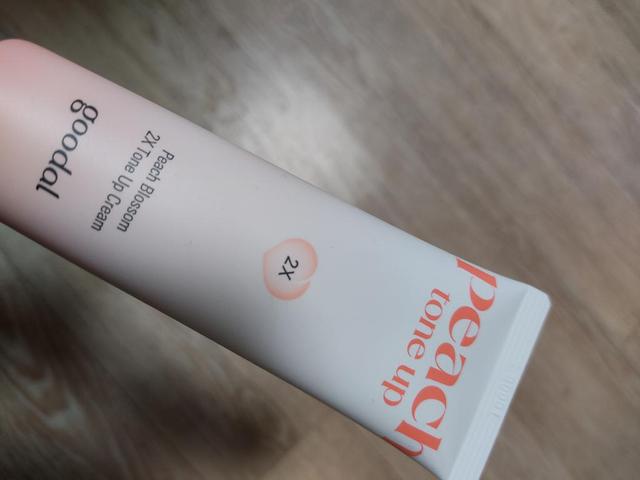 peach
tone up
2X
Peach Blossom
2X Tone Up Cream
goodal